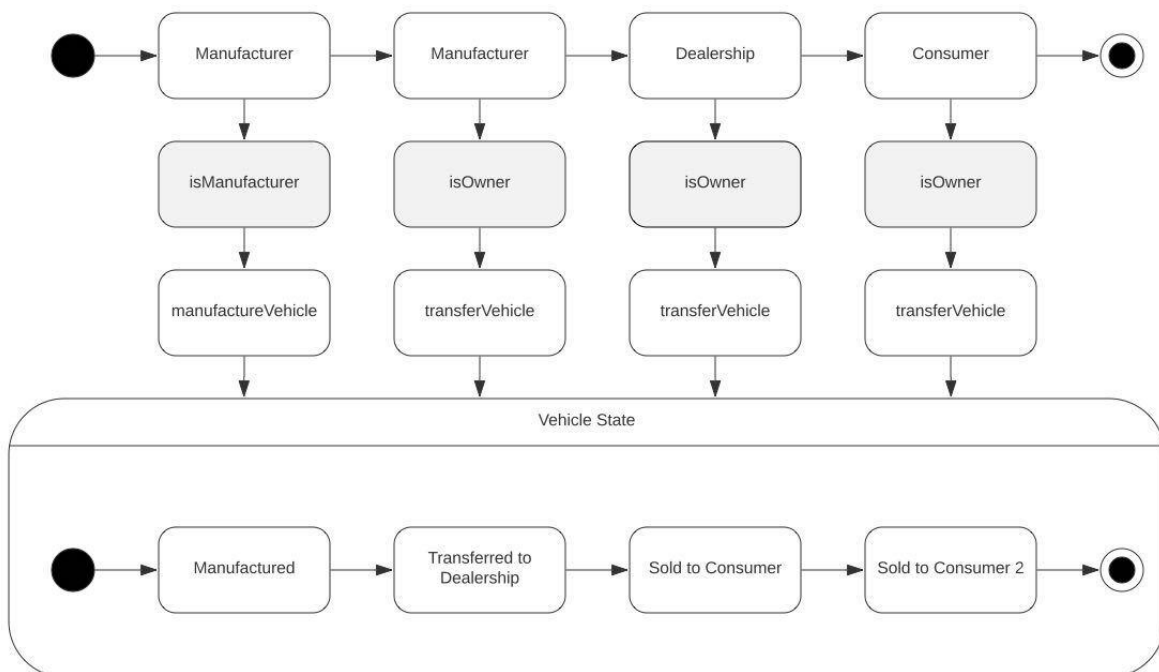 Manufacturer
Manufacturer
Dealership
Consumer
isManufacturer
isOwner
isOwner
isOwner
manufactureVehicle
transferVehicle
transferVehicle
transferVehicle
Vehicle State
Manufactured
Transferred to
Dealership
Sold to Consumer
Sold to Consumer 2